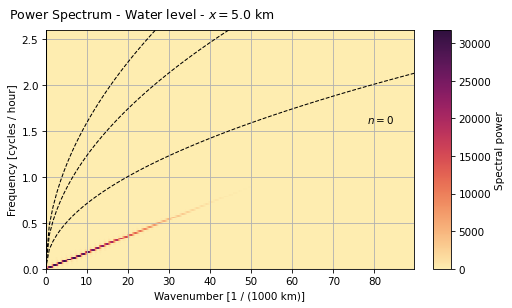 Power Spectrum - Water level - x = 5.0 km
30000
25000
20000
15000
10000
5000
0
Spectral power
2.5
2.0
1.5
1.0
0.5
0.0
Frequency [cycles / hour]
n = 0
0 10 20 30 40 50 60 70 80
Wavenumber [1 / (1000 km)]